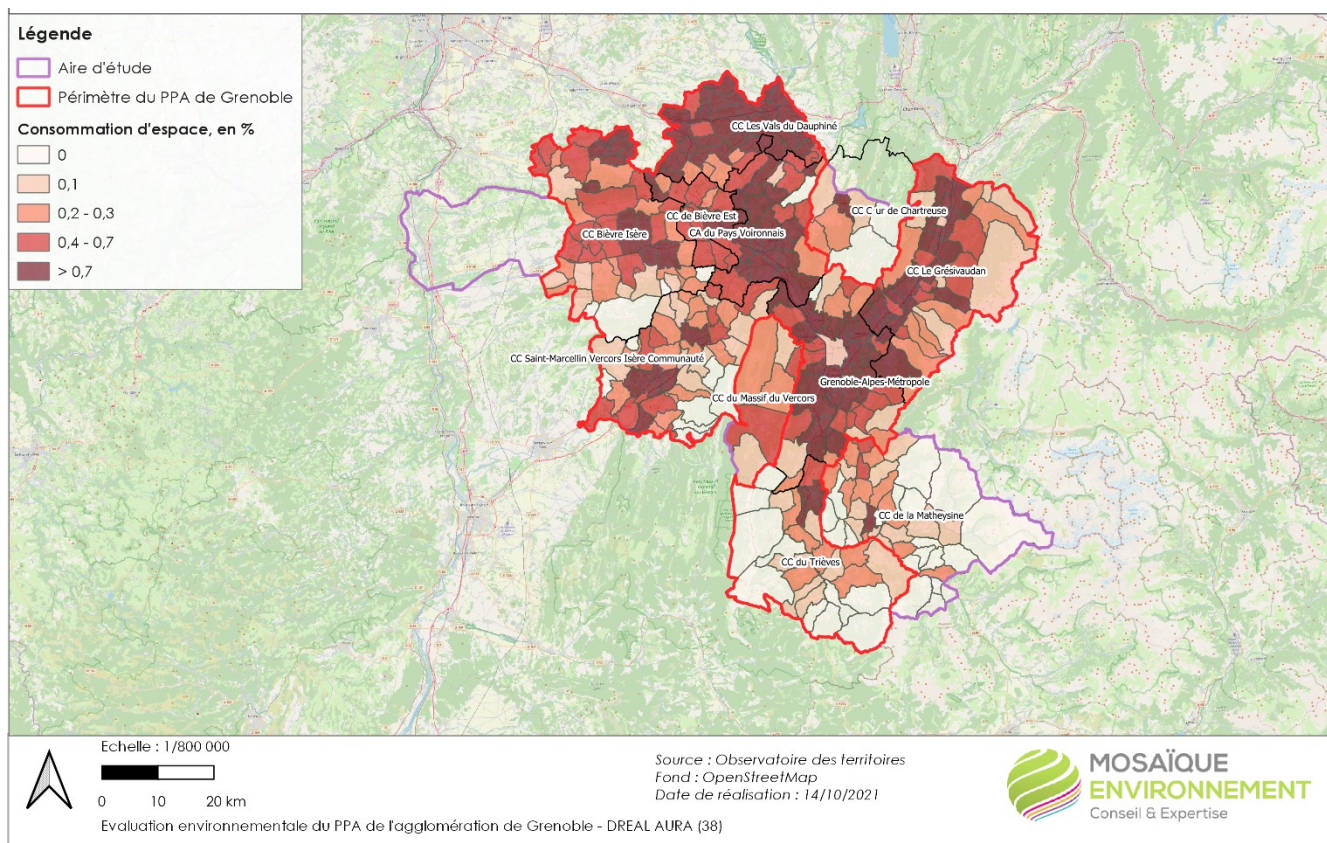 Légende
Aire d'étude
Périmètre du PPA de Grenoble
Consommation d'espace, en %
0
0,1
0,2 - 0,3
0,4 - 0,7
> 0,7
CC Les Vals du Dauphiné
CC C ur de Chartreuse
CC de Bièvre Est
CC Bièvre Isère
CA du Pays Voironnais
CC Le Grésivaudan
CC Saint-Marcellin Vercors Isère Communauté
Grenoble-Alpes-Métropole
CC du Massif du Vercors
CC de la Matheysine
CC du Trièves
Echelle : 1/800 000
0 10 20 km
Evaluation environnementale du PPA de l'agglomération de Grenoble - DREAL AURA (38)
Source : Observatoire des territoires
Fond : OpenStreetMap
Date de réalisation : 14/10/2021
MOSAÏQUE
ENVIRONNEMENT
Conseil & Expertise